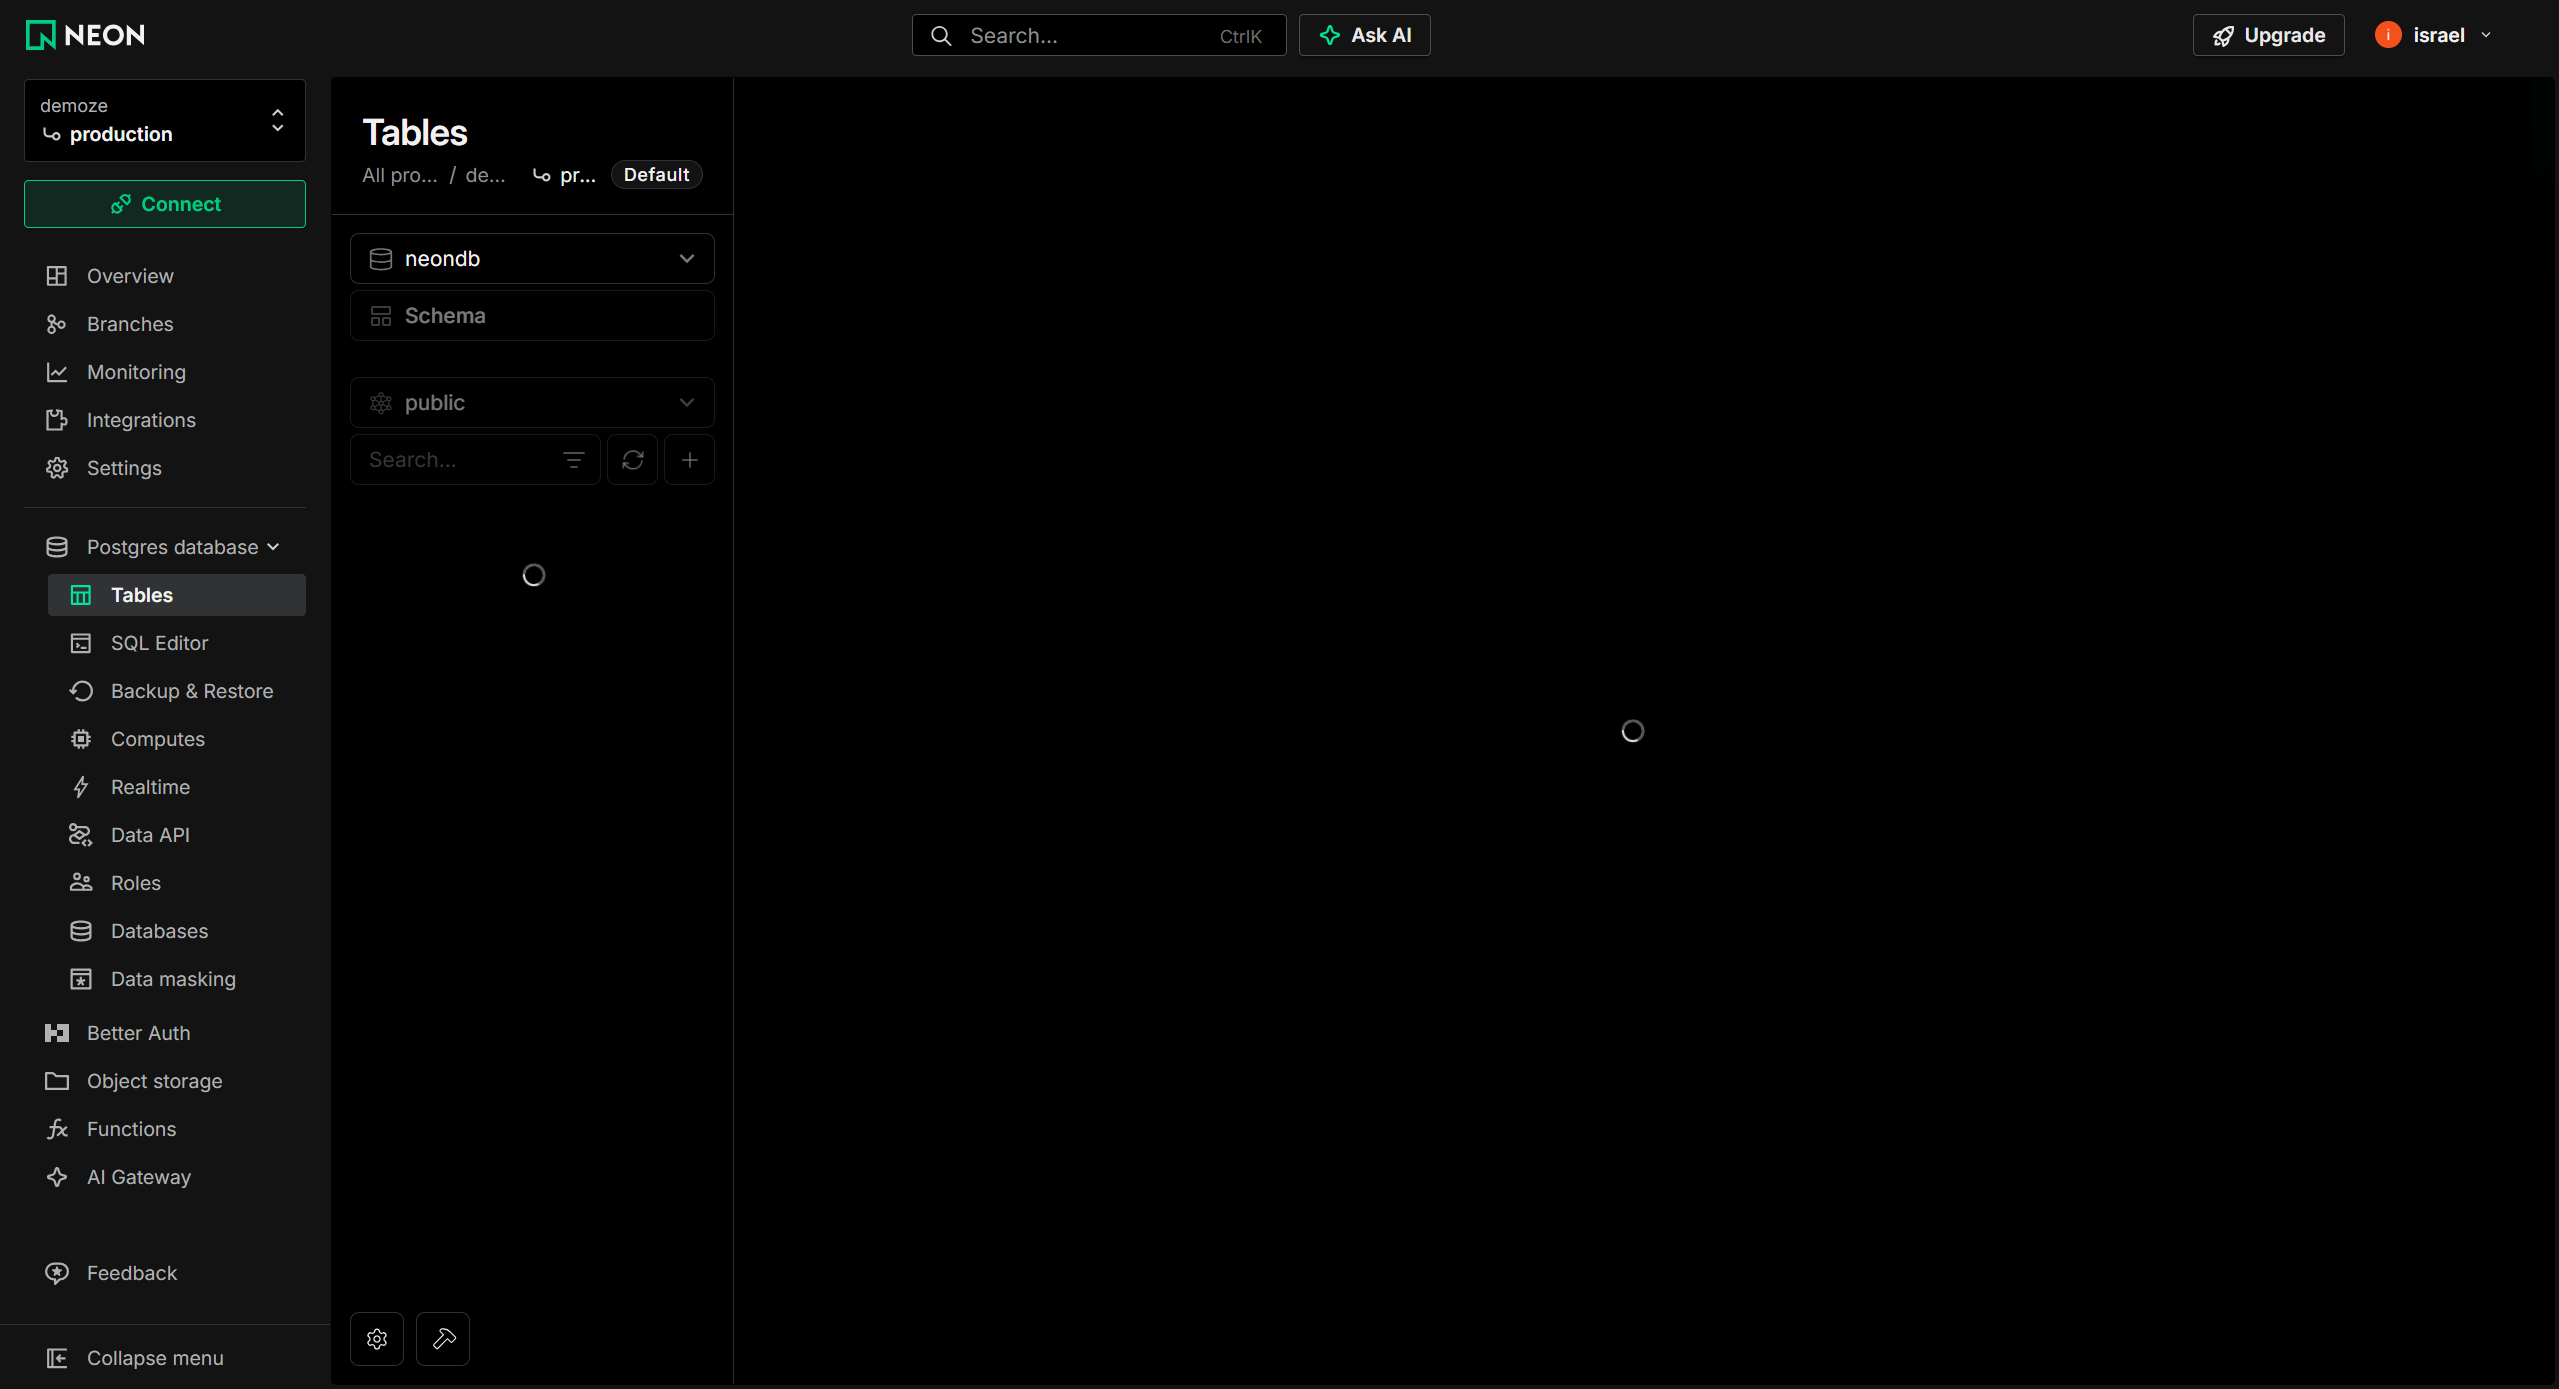 NEON
Search...
CtrlK
Ask AI
Upgrade
i
israel
demoze
production
Connect
Overview
Branches
Monitoring
Integrations
Settings
Postgres database
Tables
SQL Editor
Backup & Restore
Computes
Realtime
Data API
Roles
Databases
Data masking
Better Auth
Object storage
Functions
AI Gateway
Feedback
Collapse menu
Tables
All pro... / de... pr... Default
neondb
Schema
public
Search...